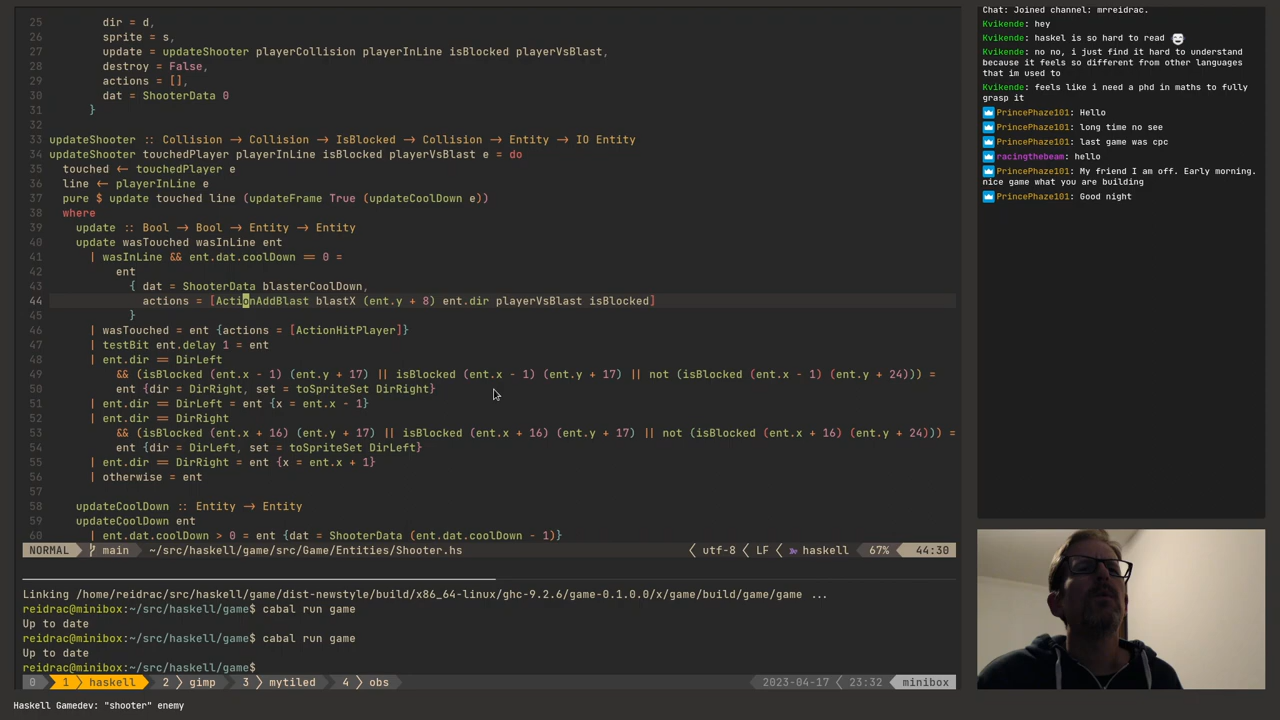 25 dir = d,
26 sprite = s,
27 update = updateShooter playerCollision playerInLine isBlocked playerVsBlast,
28 destroy = False,
29 actions = [],
30 dat = ShooterData 0
31 }
32
33 updateShooter :: Collision → Collision → IsBlocked → Collision → Entity → IO Entity
34 updateShooter touchedPlayer playerInLine isBlocked playerVsBlast e = do
35 touched ← touchedPlayer e
36 line ← playerInLine e
37 pure $ update touched line (updateFrame True (updateCoolDown e))
38 where
39 update :: Bool → Bool → Entity → Entity
40 update wasTouched wasInLine ent
41 | wasInLine && ent.dat.coolDown == 0 =
42 ent
43 { dat = ShooterData blasterCoolDown,
44 actions = [ActionAddBlast blastX (ent.y + 8) ent.dir playerVsBlast isBlocked]
45 }
46 | wasTouched = ent {actions = [ActionHitPlayer]}
47 | testBit ent.delay 1 = ent
48 | ent.dir == DirLeft
49 && (isBlocked (ent.x - 1) (ent.y + 17) || isBlocked (ent.x - 1) (ent.y + 17) || not (isBlocked (ent.x - 1) (ent.y + 24))) =
50 ent {dir = DirRight, set = toSpriteSet DirRight}
51 | ent.dir == DirLeft = ent {x = ent.x - 1}
52 | ent.dir == DirRight
53 && (isBlocked (ent.x + 16) (ent.y + 17) || isBlocked (ent.x + 16) (ent.y + 17) || not (isBlocked (ent.x + 16) (ent.y + 24))) =
54 ent {dir = DirLeft, set = toSpriteSet DirLeft}
55 | ent.dir == DirRight = ent {x = ent.x + 1}
56 | otherwise = ent
57
58 updateCoolDown :: Entity → Entity
59 updateCoolDown ent
60 | ent.dat.coolDown > 0 = ent {dat = ShooterData (ent.dat.coolDown - 1)}
NORMAL main ~/src/haskell/game/src/Game/Entities/Shooter.hs utf-8 LF haskell 67% 44:30
Linking /home/reidrac/src/haskell/game/dist-newstyle/build/x86_64-linux/ghc-9.2.6/game-0.1.0.0/x/game/build/game/game ...
reidrac@minibox:~/src/haskell/game$ cabal run game
Up to date
reidrac@minibox:~/src/haskell/game$ cabal run game
Up to date
reidrac@minibox:~/src/haskell/game$
0 1 haskell 2 gimp 3 mytiled 4 obs 2023-04-17 23:32 minibox
Haskell Gamedev: "shooter" enemy
Chat: Joined channel: mrreidrac.
Kvikende: hey
Kvikende: haskel is so hard to read
Kvikende: no no, i just find it hard to understand
because it feels so different from other languages
that im used to
Kvikende: feels like i need a phd in maths to fully
grasp it
PrincePhaze101: Hello
PrincePhaze101: long time no see
PrincePhaze101: last game was cpc
racingthebeam: hello
PrincePhaze101: My friend I am off. Early morning.
nice game what you are building
PrincePhaze101: Good night